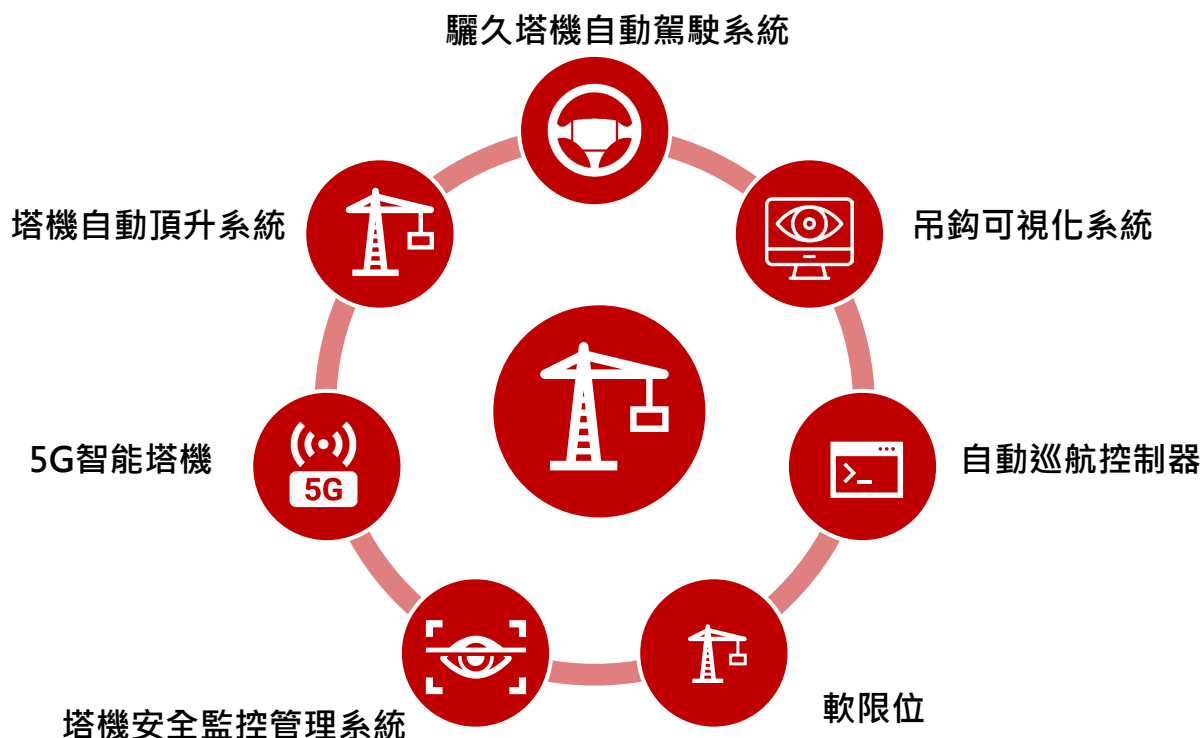 驪久塔機自動駕駛系統
塔機自動頂升系統
吊鈎可視化系統
5G智能塔機
5G
自動巡航控制器
塔機安全監控管理系統
軟限位